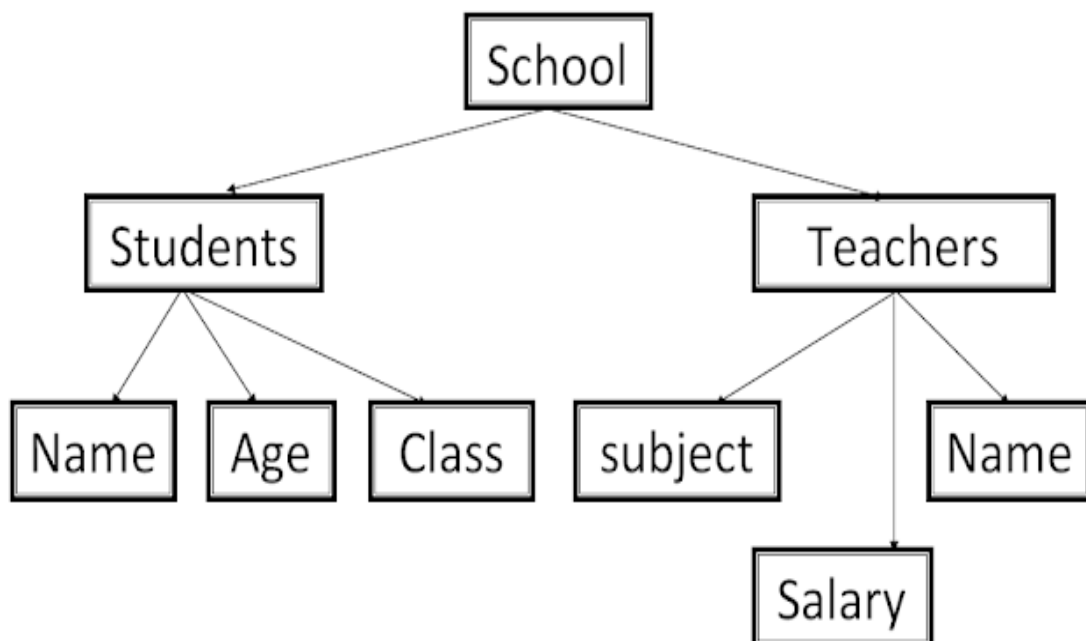 School
Students
Teachers
Name
Age
Class
subject
Name
Salary